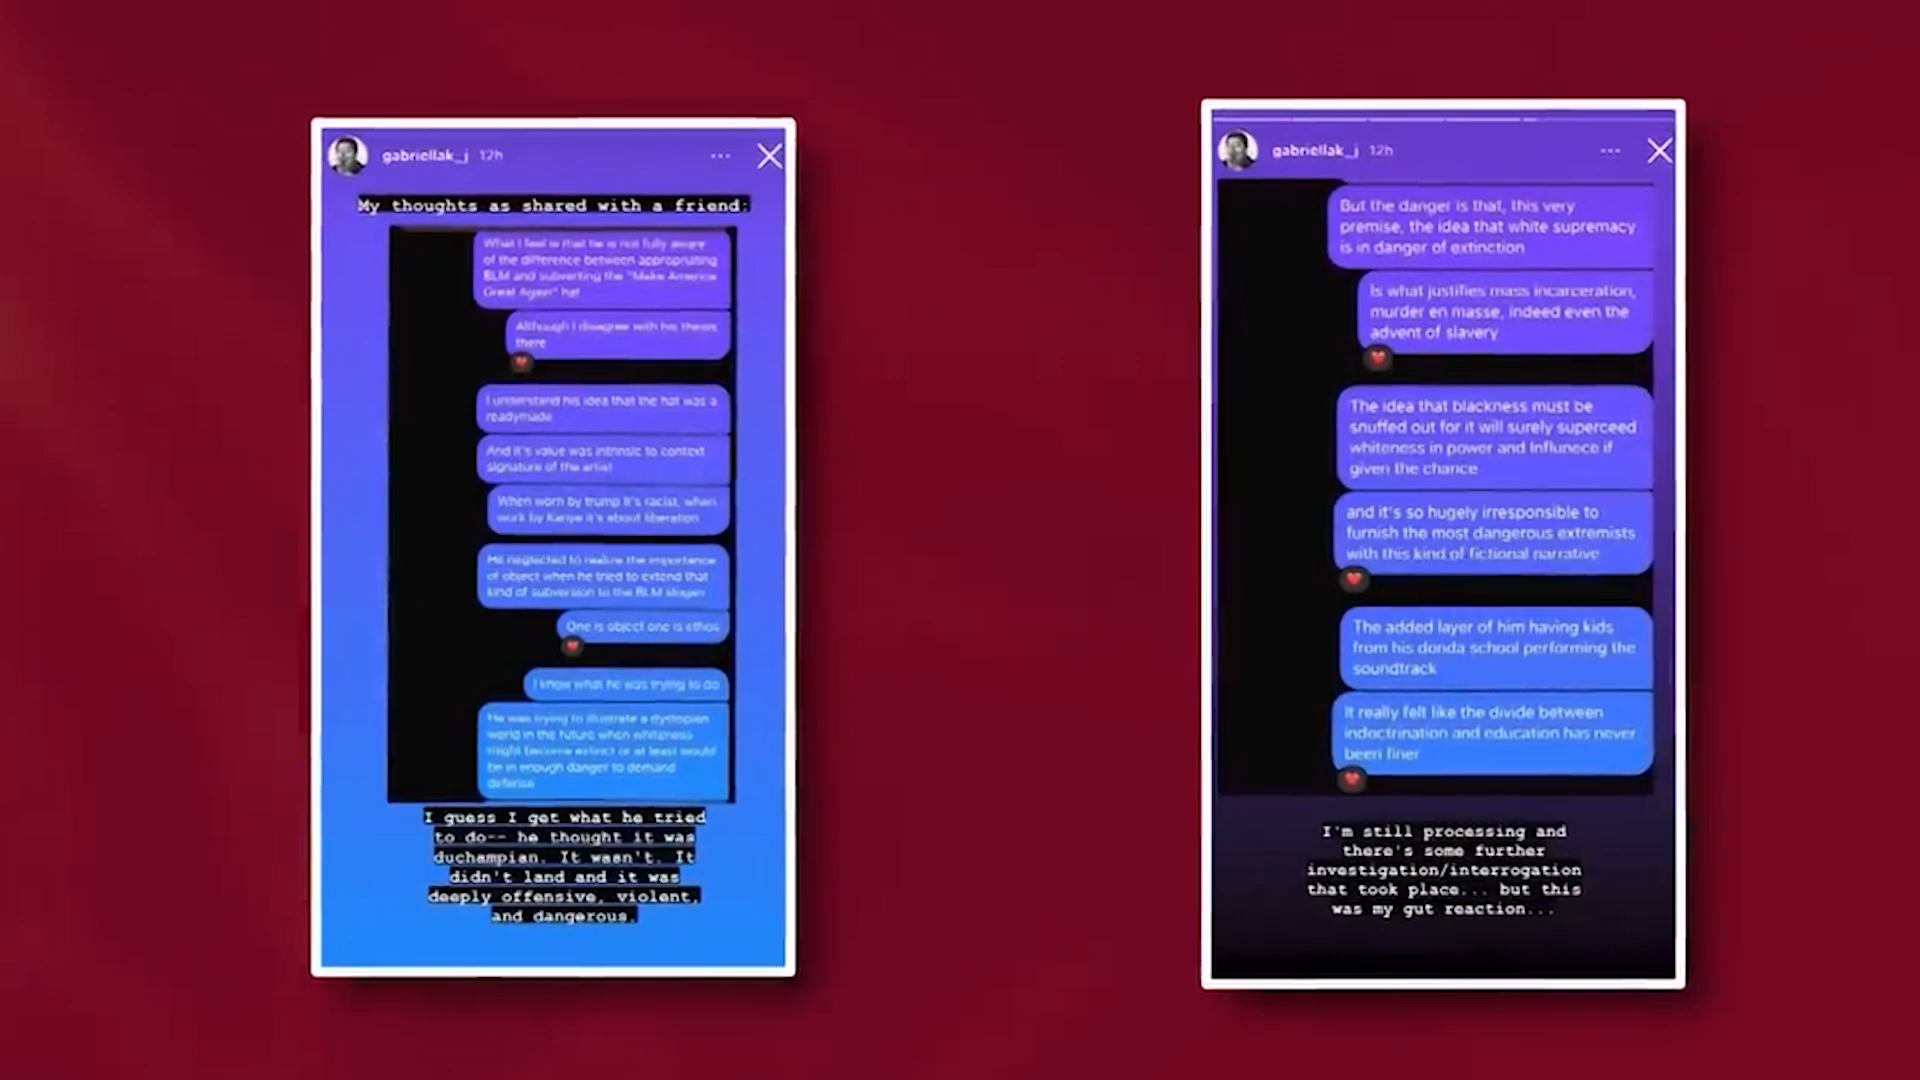 gabriellak_j 12h
My thoughts as shared with a friend:
What I feel is that he is not fully aware
of the difference between appropriating
BLM and subverting the "Make America
Great Again" hat
Although I disagree with his thesis
there
I understand his idea that the hat was a
readymade
And it's value was intrinsic to context
signature of the artist
When worn by trump it's racist, when
work by Kanye it's about liberation
He neglected to realize the importance
of object when he tried to extend that
kind of subversion to the BLM slogan
One is object one is ethos
I know what he was trying to do
He was trying to illustrate a dystopian
world in the future when whiteness
might become extinct or at least would
be in enough danger to demand
defense
I guess I get what he tried
to do-- he thought it was
duchampian. It wasn't. It
didn't land and it was
deeply offensive, violent,
and dangerous.
gabriellak_j 12h
But the danger is that, this very
premise, the idea that white supremacy
is in danger of extinction
Is what justifies mass incarceration,
murder en masse, indeed even the
advent of slavery
The idea that blackness must be
snuffed out for it will surely superceed
whiteness in power and Influnece if
given the chance
and it's so hugely irresponsible to
furnish the most dangerous extremists
with this kind of fictional narrative
The added layer of him having kids
from his donda school performing the
soundtrack
It really felt like the divide between
indoctrination and education has never
been finer
I'm still processing and
there's some further
investigation/interrogation
that took place... but this
was my gut reaction...